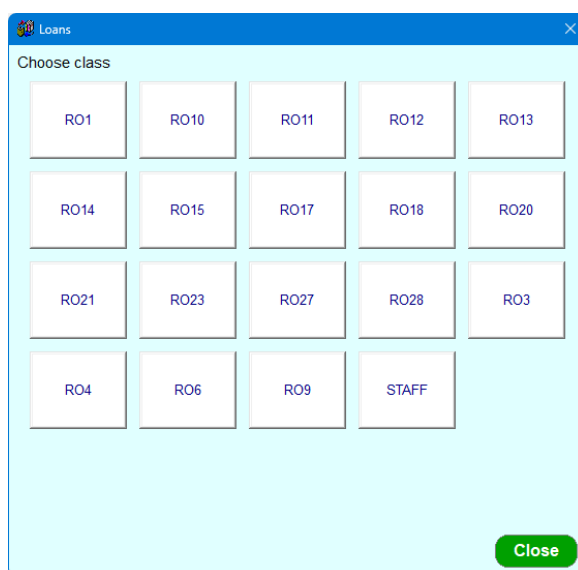 Loans
Choose class
RO1 RO10 RO11 RO12 RO13
RO14 RO15 RO17 RO18 RO20
RO21 RO23 RO27 RO28 RO3
RO4 RO6 RO9 STAFF
Close